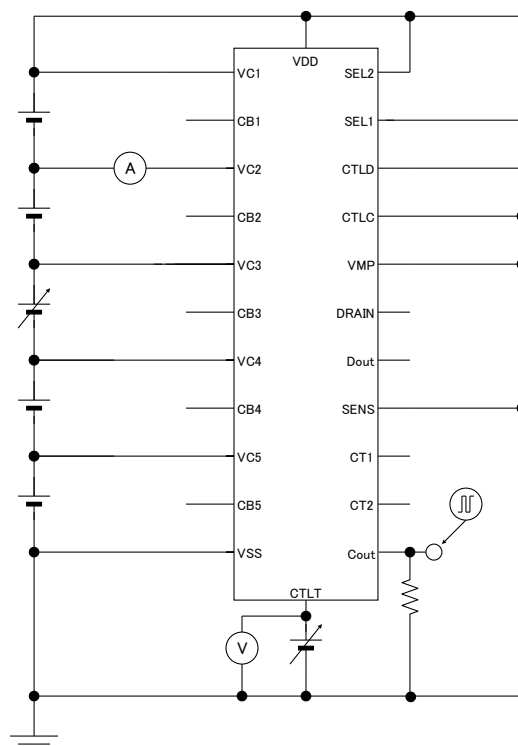 VDD
VC1 SEL2
CB1 SEL1
A VC2 CTLD
CB2 CTLC
VC3 VMP
CB3 DRAIN
VC4 Dout
CB4 SENS
VC5 CT1
CB5 CT2
VSS Cout
CTLT
V